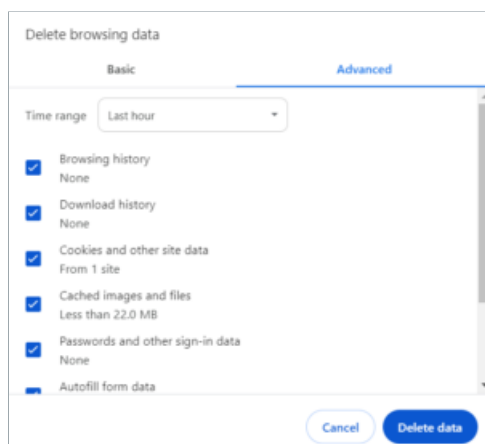 Delete browsing data
Basic
Advanced
Time range
Last hour
Browsing history
None
Download history
None
Cookies and other site data
From 1 site
Cached images and files
Less than 22.0 MB
Passwords and other sign-in data
None
Autofill form data
Cancel
Delete data